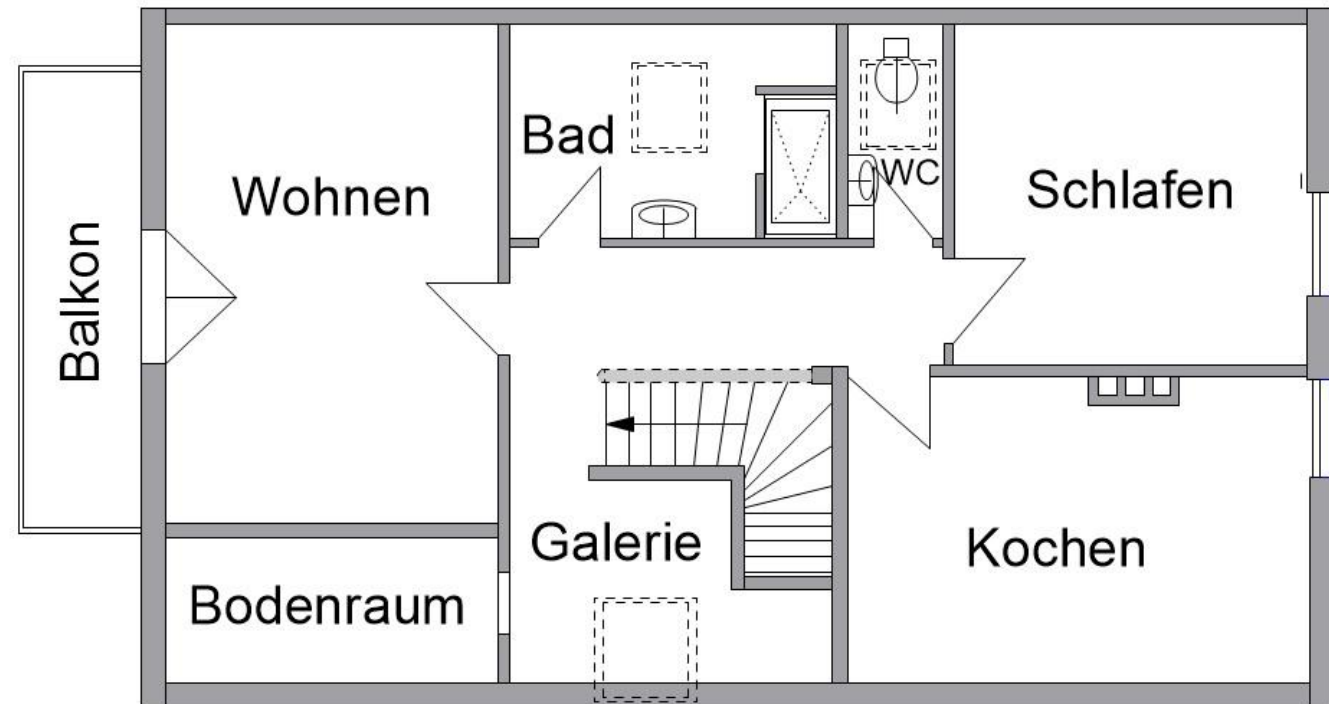 Bad
WC
Wohnen
Schlafen
Balkon
Galerie
Kochen
Bodenraum